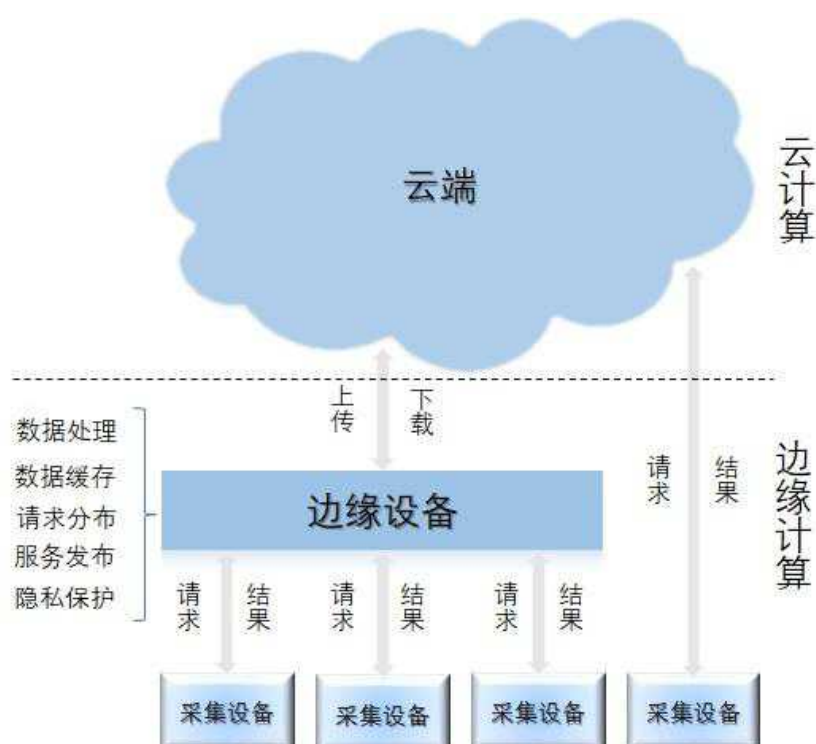 云端
云计算
上传
下载
数据处理
数据缓存
请求分布
服务发布
隐私保护
边缘设备
请求
结果
边缘计算
请求
结果
请求
结果
请求
结果
采集设备
采集设备
采集设备
采集设备